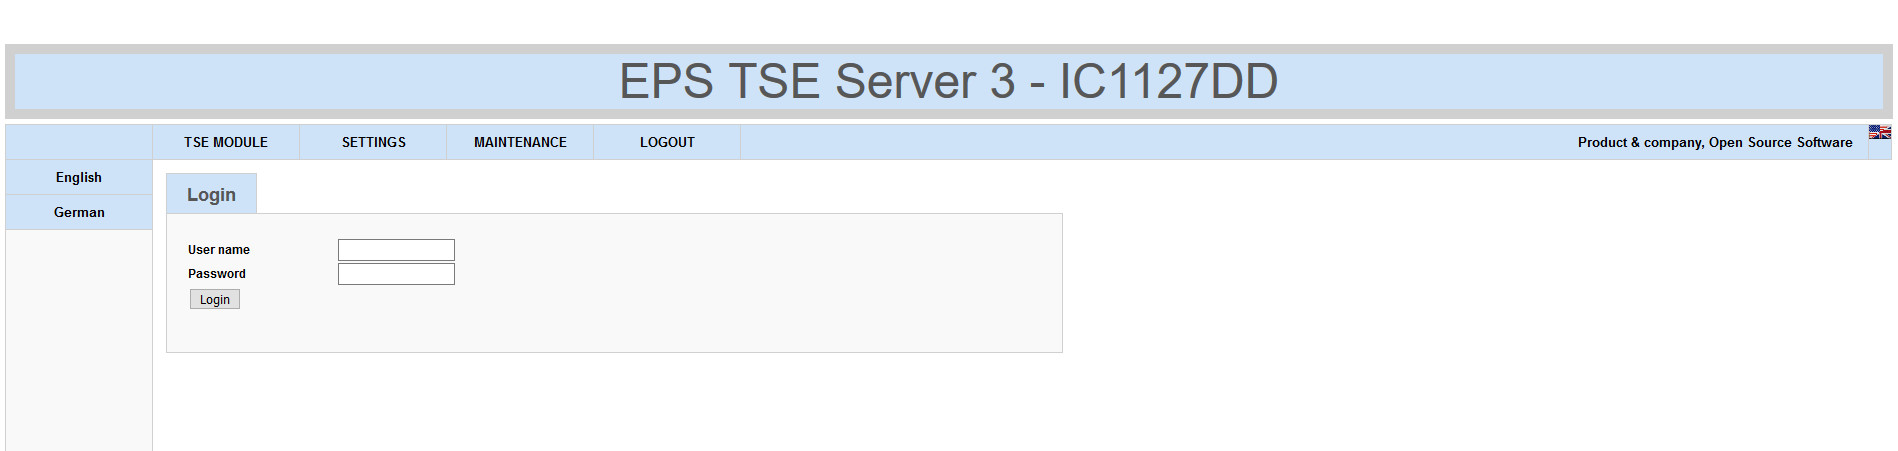 EPS TSE Server 3 - IC1127DD
TSE MODULE SETTINGS MAINTENANCE LOGOUT Product & company, Open Source Software
English
German
Login
User name
Password
Login